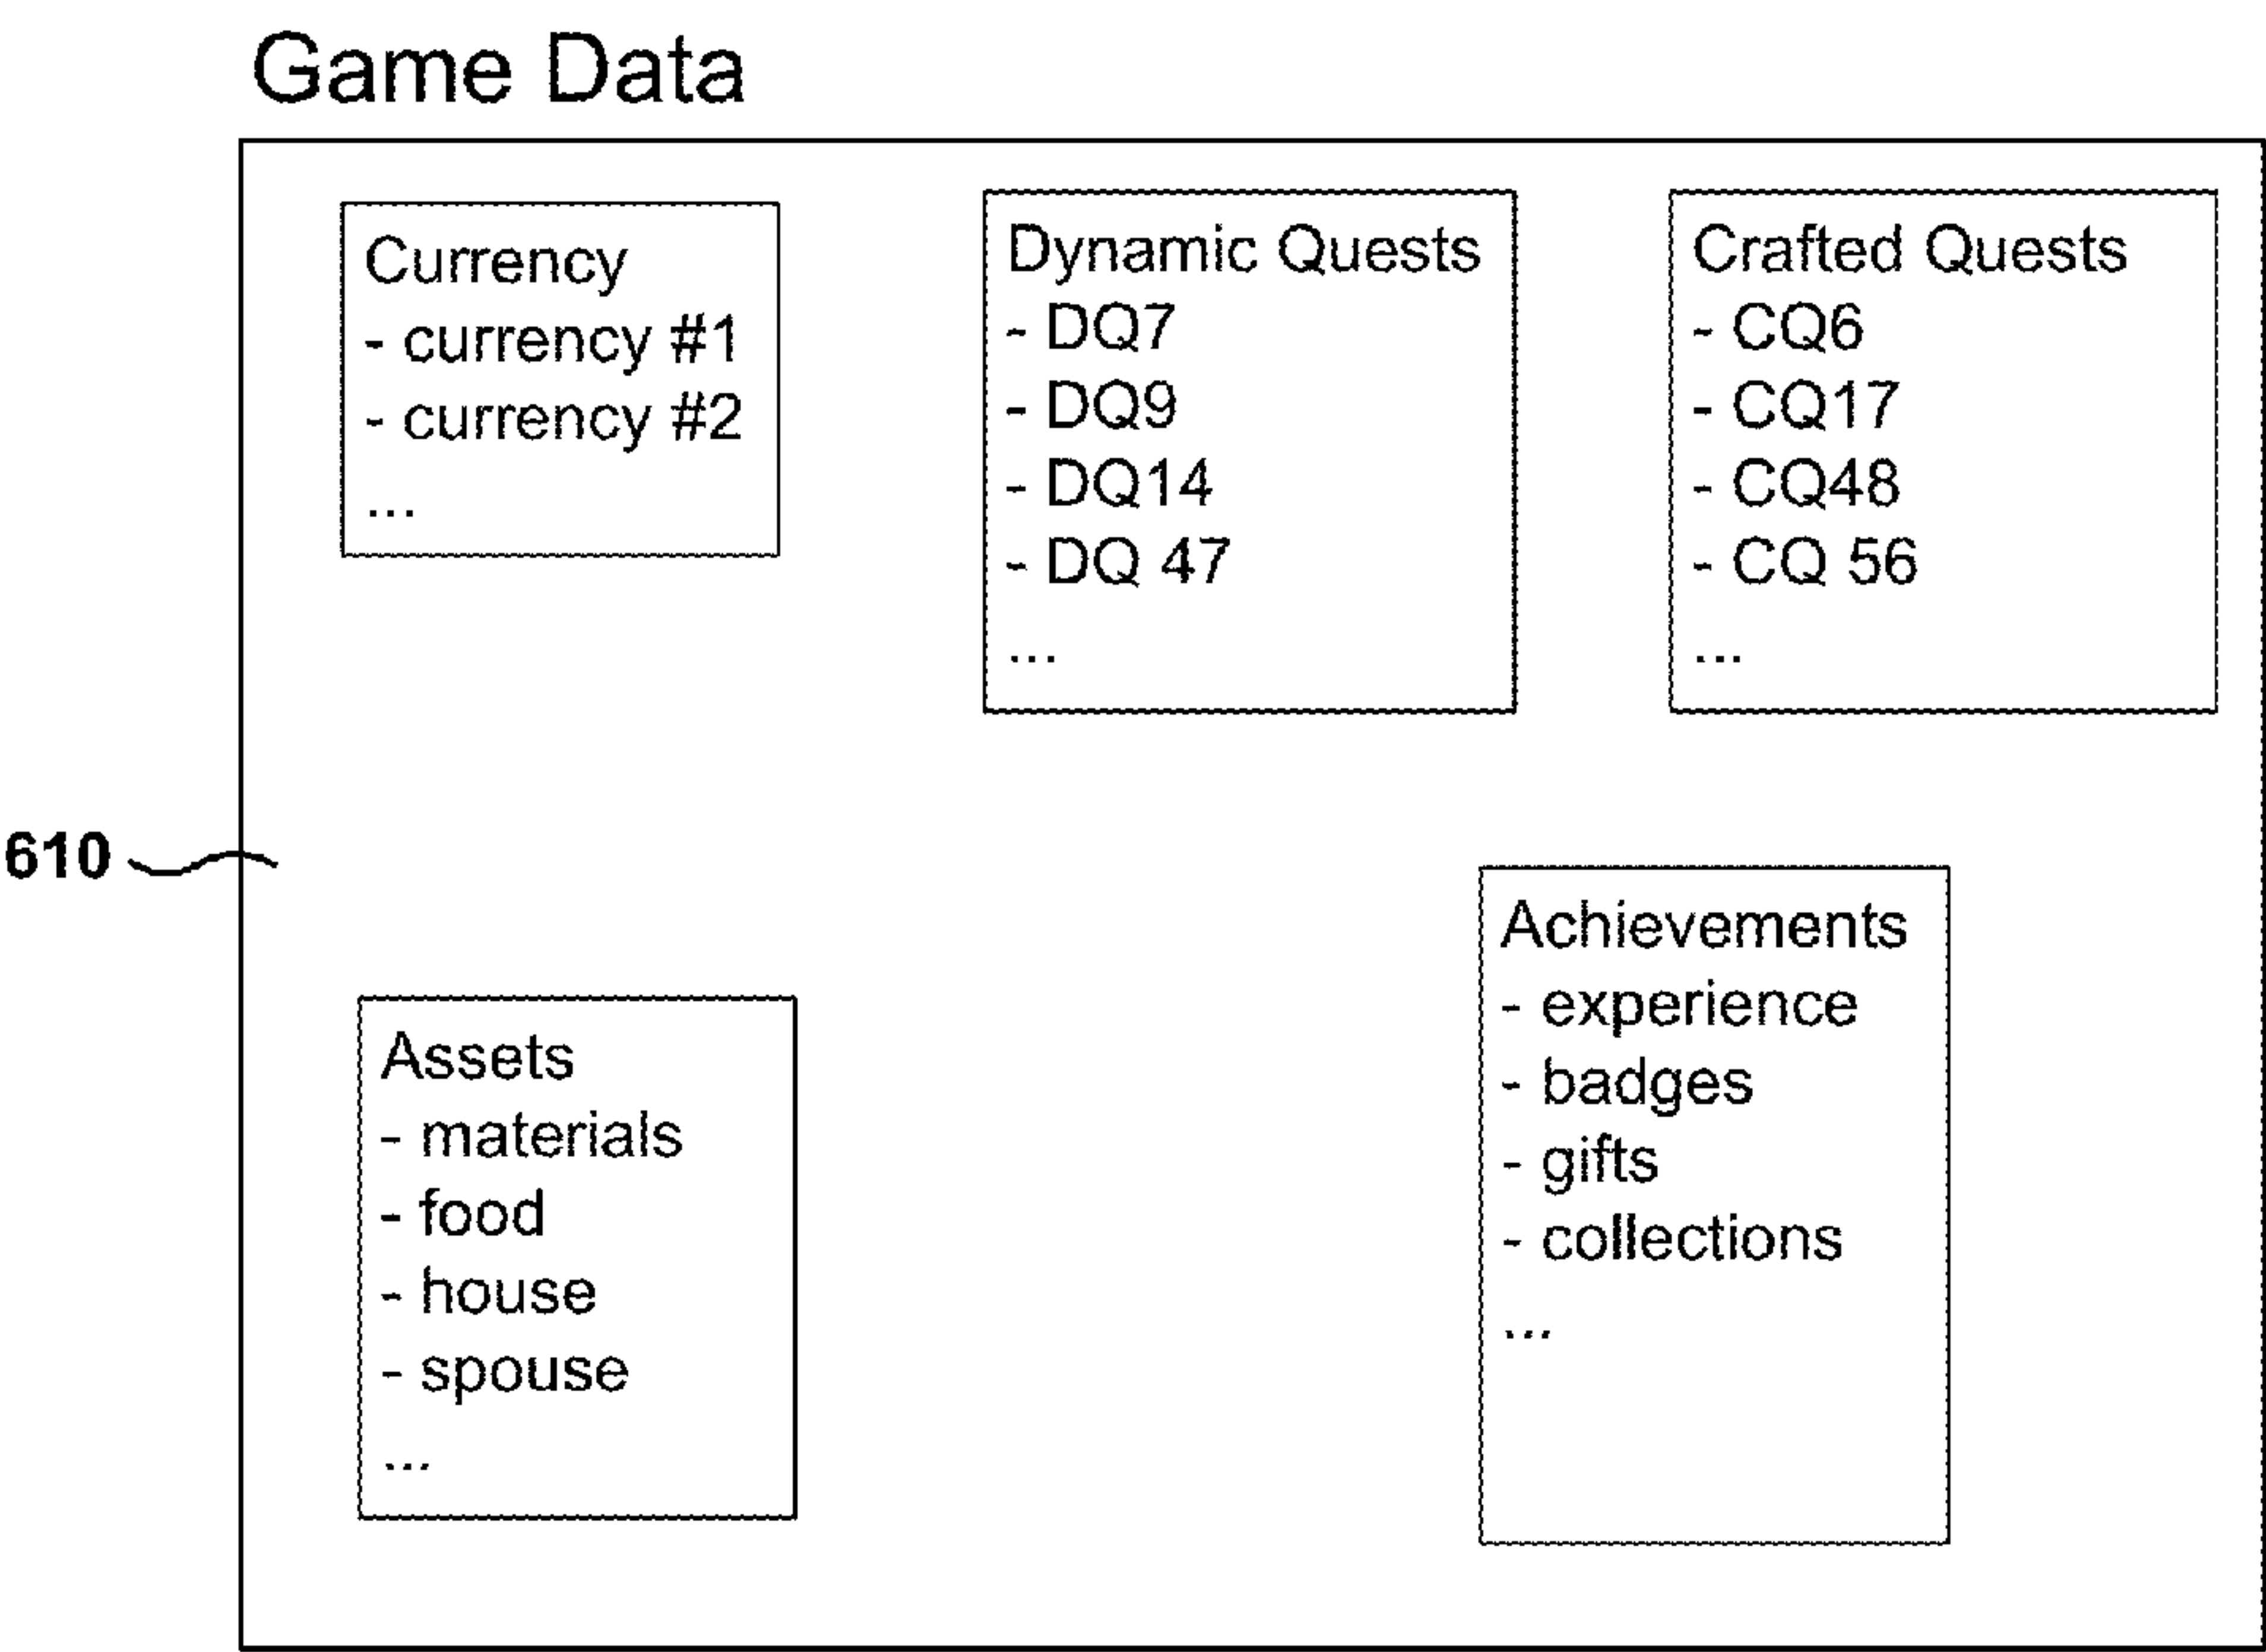 Game Data
Currency
- currency #1
- currency #2
...
Dynamic Quests
- DQ7
- DQ9
- DQ14
- DQ 47
...
Crafted Quests
- CQ6
- CQ17
- CQ48
- CQ 56
...
610
Assets
- materials
- food
- house
- spouse
...
Achievements
- experience
- badges
- gifts
- collections
...